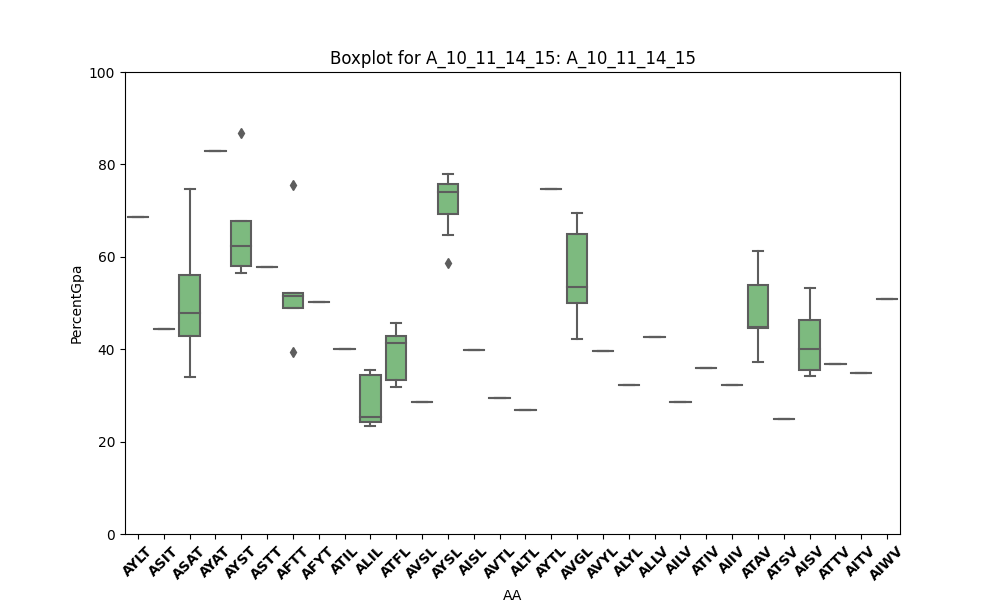 Boxplot for A_10_11_14_15: A_10_11_14_15
100
80
60
40
20
0
PercentGpa
AYLT
ASIT
ASAT
AYAT
AYST
ASTT
AFTT
AFYT
ATIL
ALIL
ATFL
AVSL
AYSL
AISL
AVTL
ALTL
AYTL
AVGL
AVYL
ALYL
ALLV
AILV
ATIV
AIIV
ATAV
ATSV
AISV
ATTV
AITV
AIWV
AA